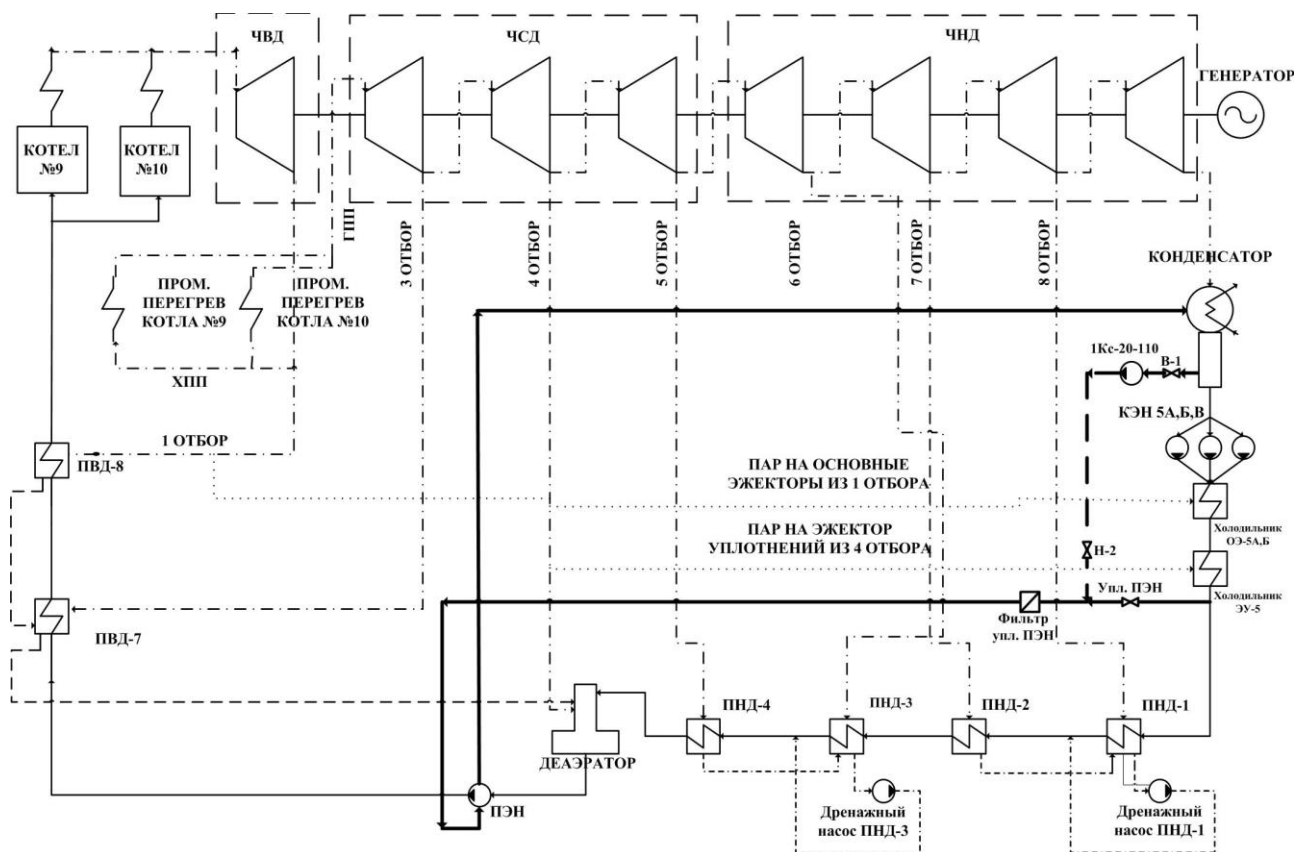 ЧВД
ЧСД
ЧНД
ГЕНЕРАТОР
КОТЕЛ
№9
КОТЕЛ
№10
ГПП
3 ОТБОР
4 ОТБОР
5 ОТБОР
6 ОТБОР
7 ОТБОР
8 ОТБОР
КОНДЕНСАТОР
ПРОМ.
ПЕРЕГРЕВ
КОТЛА №9
ПРОМ.
ПЕРЕГРЕВ
КОТЛА №10
ХПП
1Кс-20-110
В-1
КЭН 5А,Б,В
1 ОТБОР
ПВД-8
ПАР НА ОСНОВНЫЕ
ЭЖЕКТОРЫ ИЗ 1 ОТБОРА
Холодильник
ОЭ-5А,Б
ПАР НА ЭЖЕКТОР
УПЛОТНЕНИЙ ИЗ 4 ОТБОРА
Н-2
Упл. ПЭН
Холодильник
ЭУ-5
Фильтр
упл. ПЭН
ПВД-7
ПНД-4
ПНД-3
ПНД-2
ПНД-1
ДЕАЭРАТОР
ПЭН
Дренажный
насос ПНД-3
Дренажный
насос ПНД-1